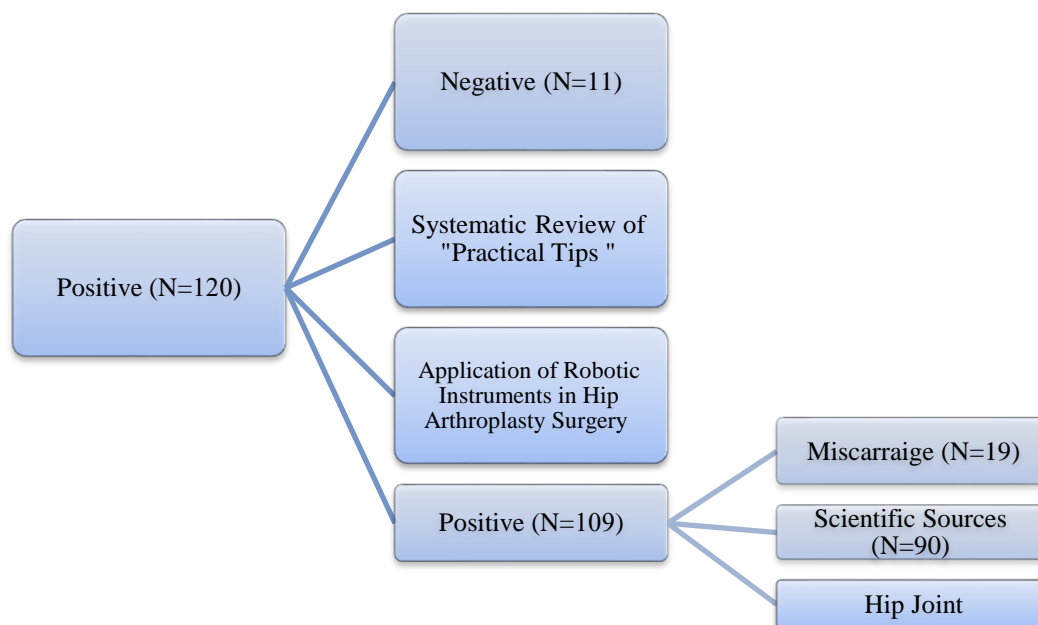 Positive (N=120)
Negative (N=11)
Systematic Review of
"Practical Tips "
Application of Robotic
Instruments in Hip
Arthroplasty Surgery
Positive (N=109)
Miscarraige (N=19)
Scientific Sources
(N=90)
Hip Joint